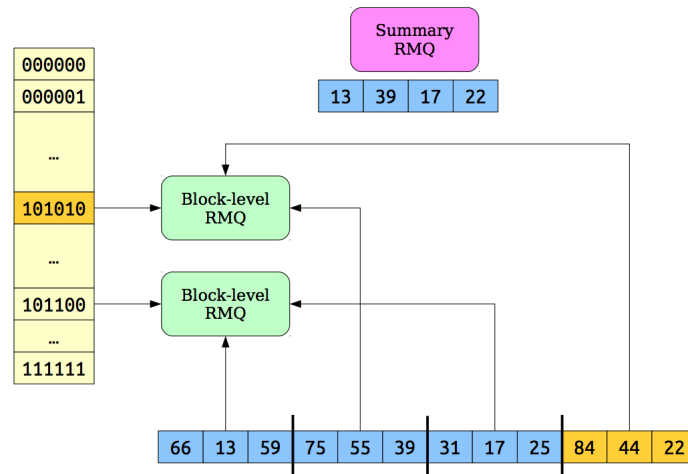 Summary
RMQ
13 39 17 22
000000
000001
…
101010
…
101100
…
111111
Block-level
RMQ
Block-level
RMQ
66 13 59 75 55 39 31 17 25 84 44 22